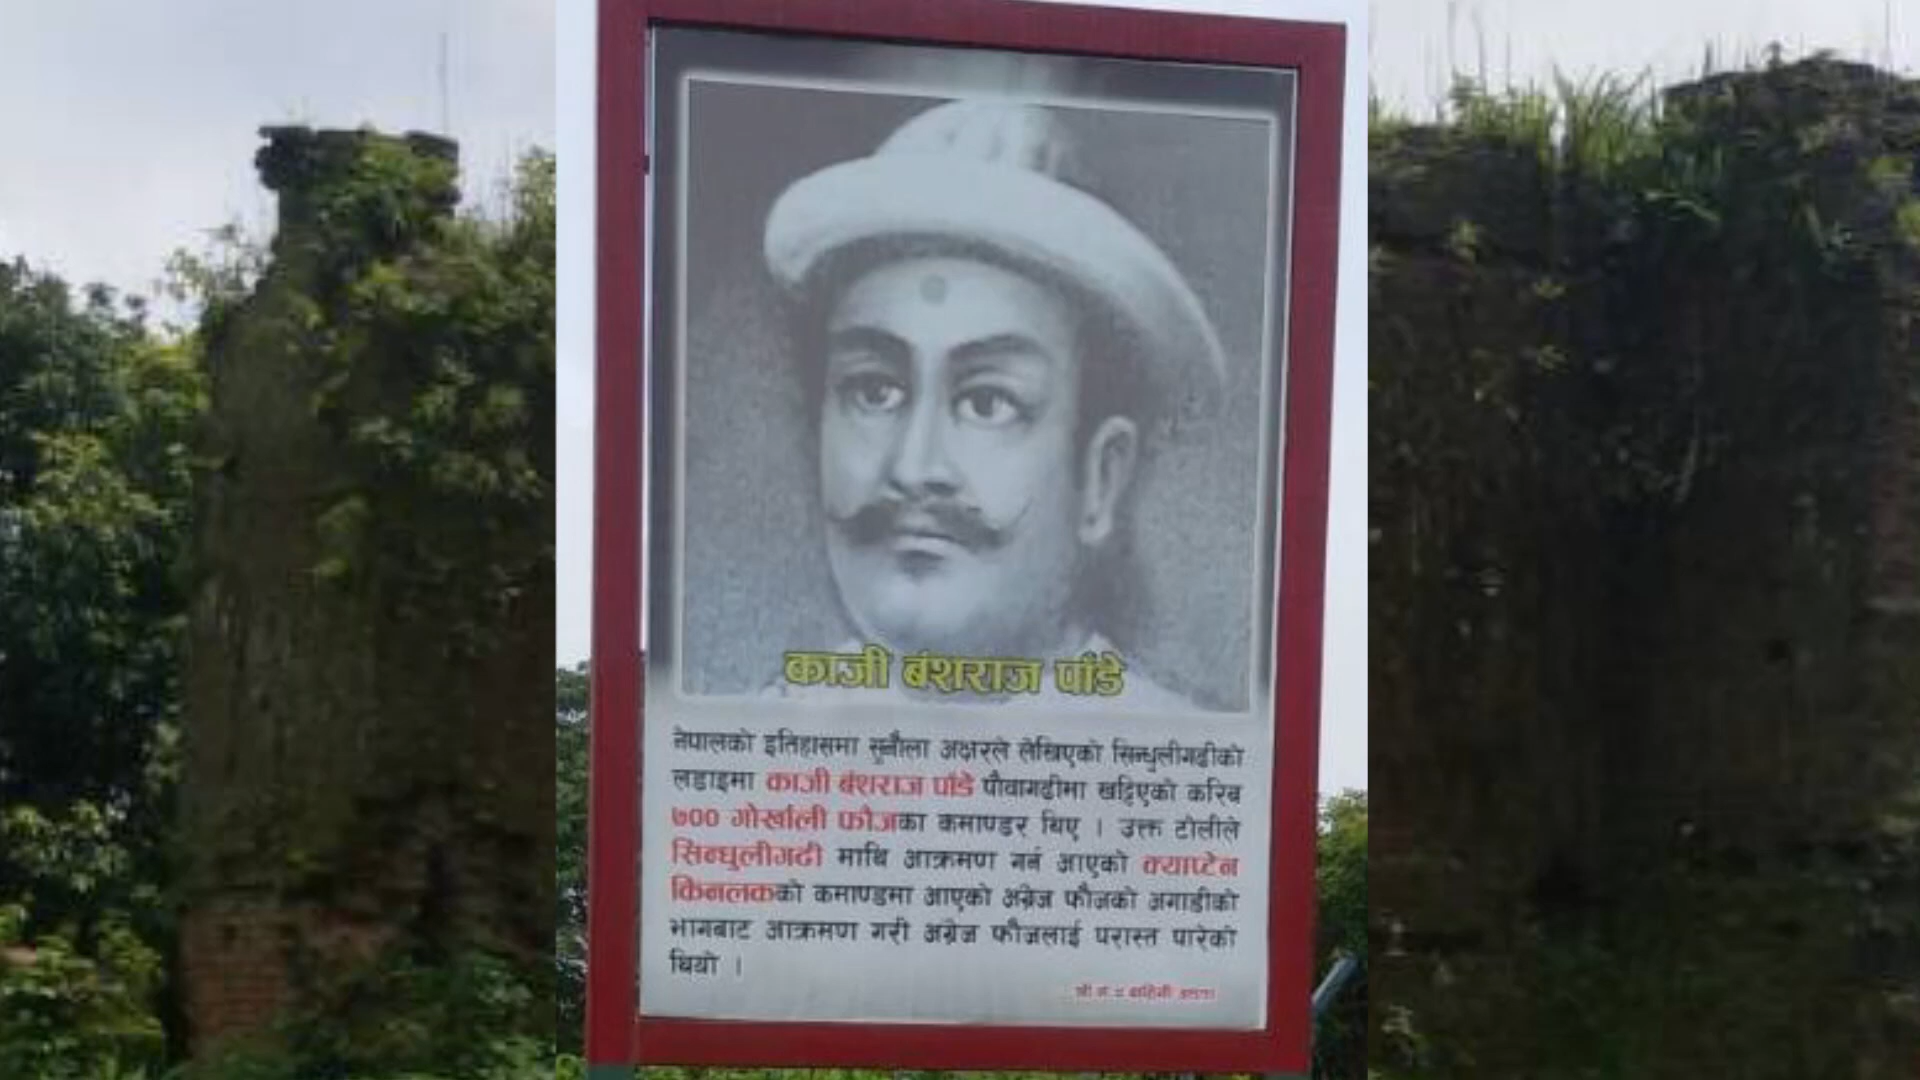 काजी बंशराज पाँडे
नेपालको इतिहासमा सुनौला अक्षरले लेखिएको सिन्धुलीगढीको
लडाइमा काजी बंशराज पाँडे पौवागढीमा खट्टिएको करिब
७०० गोर्खाली फौजका कमाण्डर थिए । उक्त टोलीले
सिन्धुलीगढी माथि आक्रमण गर्न आएको क्याप्टेन
किनलकको कमाण्डमा आएको अंग्रेज फौजको अगाडीको
भागबाट आक्रमण गरी अंग्रेज फौजलाई परास्त पारेको
थियो ।